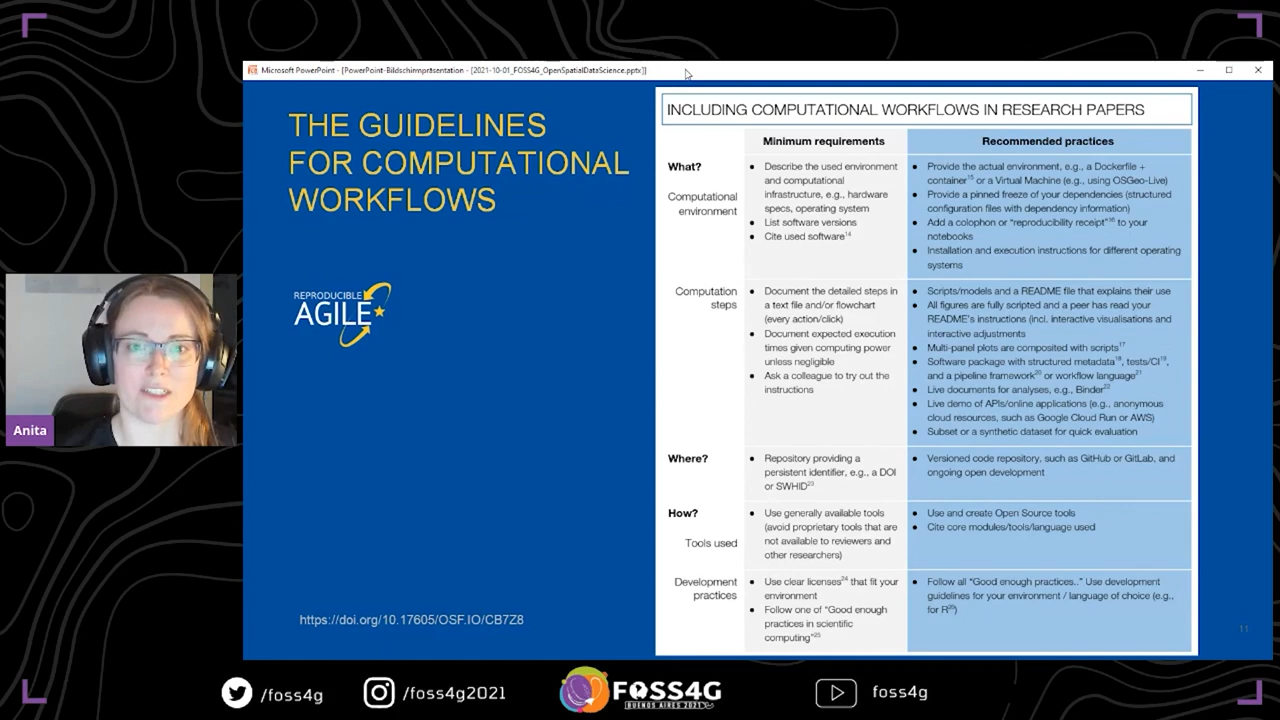 Microsoft PowerPoint - [PowerPoint-Bildschirmpräsentation - [2021-10-01_FOSS4G_OpenSpatialDataScience.pptx]]
THE GUIDELINES
FOR COMPUTATIONAL
WORKFLOWS
REPRODUCIBLE
AGILE
https://doi.org/10.17605/OSF.IO/CB7Z8
INCLUDING COMPUTATIONAL WORKFLOWS IN RESEARCH PAPERS
Minimum requirements
Recommended practices
What?
Computational
environment
• Describe the used environment
and computational
infrastructure, e.g., hardware
specs, operating system
• List software versions
• Cite used software14
• Provide the actual environment, e.g., a Dockerfile +
container15 or a Virtual Machine (e.g., using OSGeo-Live)
• Provide a pinned freeze of your dependencies (structured
configuration files with dependency information)
• Add a colophon or "reproducibility receipt"16 to your
notebooks
• Installation and execution instructions for different operating
systems
Computation
steps
• Document the detailed steps in
a text file and/or flowchart
(every action/click)
• Document expected execution
times given computing power
unless negligible
• Ask a colleague to try out the
instructions
• Scripts/models and a README file that explains their use
• All figures are fully scripted and a peer has read your
README's instructions (incl. interactive visualisations and
interactive adjustments
• Multi-panel plots are composited with scripts17
• Software package with structured metadata18, tests/CI19,
and a pipeline framework20 or workflow language21
• Live documents for analyses, e.g., Binder22
• Live demo of APIs/online applications (e.g., anonymous
cloud resources, such as Google Cloud Run or AWS)
• Subset or a synthetic dataset for quick evaluation
Where?
• Repository providing a
persistent identifier, e.g., a DOI
or SWHID23
• Versioned code repository, such as GitHub or GitLab, and
ongoing open development
How?
Tools used
• Use generally available tools
(avoid proprietary tools that are
not available to reviewers and
other researchers)
• Use and create Open Source tools
• Cite core modules/tools/language used
Development
practices
• Use clear licenses24 that fit your
environment
• Follow one of "Good enough
practices in scientific
computing"25
• Follow all "Good enough practices.." Use development
guidelines for your environment / language of choice (e.g.,
for R26)
11
Anita
/foss4g
/foss4g2021
FOSS4G
BUENOS AIRES 2021
foss4g